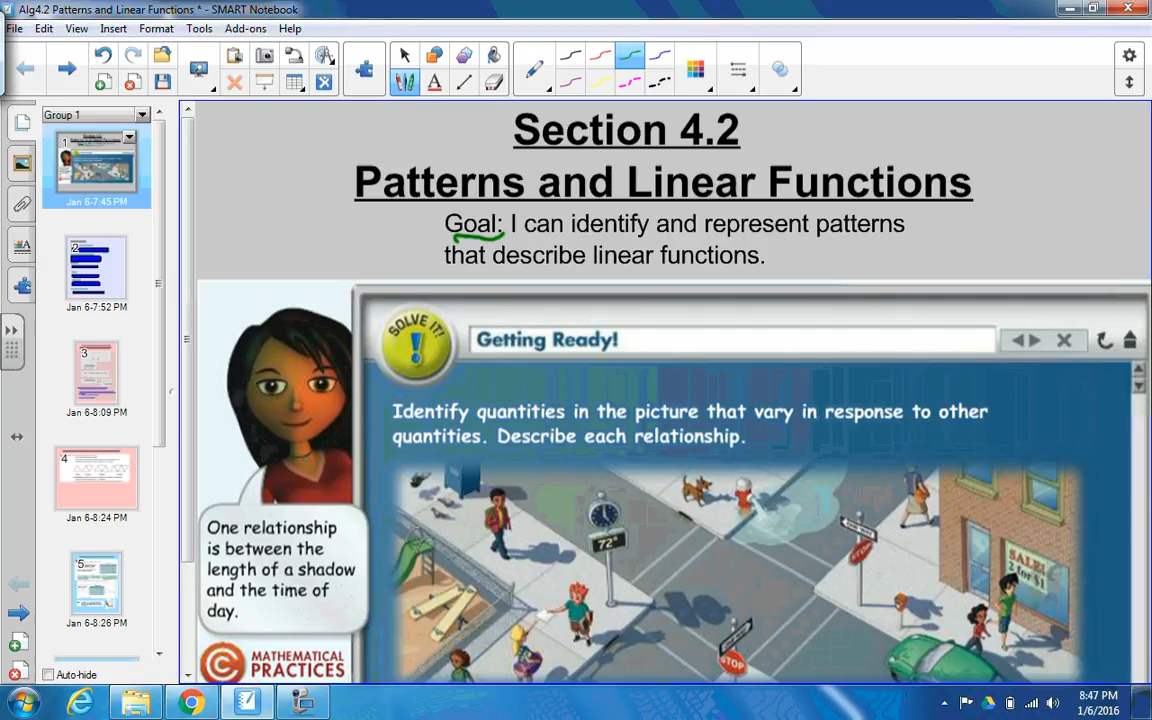 Alg4.2 Patterns and Linear Functions * - SMART Notebook
File Edit View Insert Format Tools Add-ons Help
Group 1
1
Jan 6-7:45 PM
2
Jan 6-7:52 PM
3
Jan 6-8:09 PM
4
Jan 6-8:24 PM
5
Jan 6-8:26 PM
Auto-hide
Section 4.2
Patterns and Linear Functions
Goal: I can identify and represent patterns
that describe linear functions.
SOLVE IT!
Getting Ready!
Identify quantities in the picture that vary in response to other
quantities. Describe each relationship.
One relationship
is between the
length of a shadow
and the time of
day.
MATHEMATICAL
PRACTICES
72°
STOP
SALE!
2 for $1
STOP
8:47 PM
1/6/2016